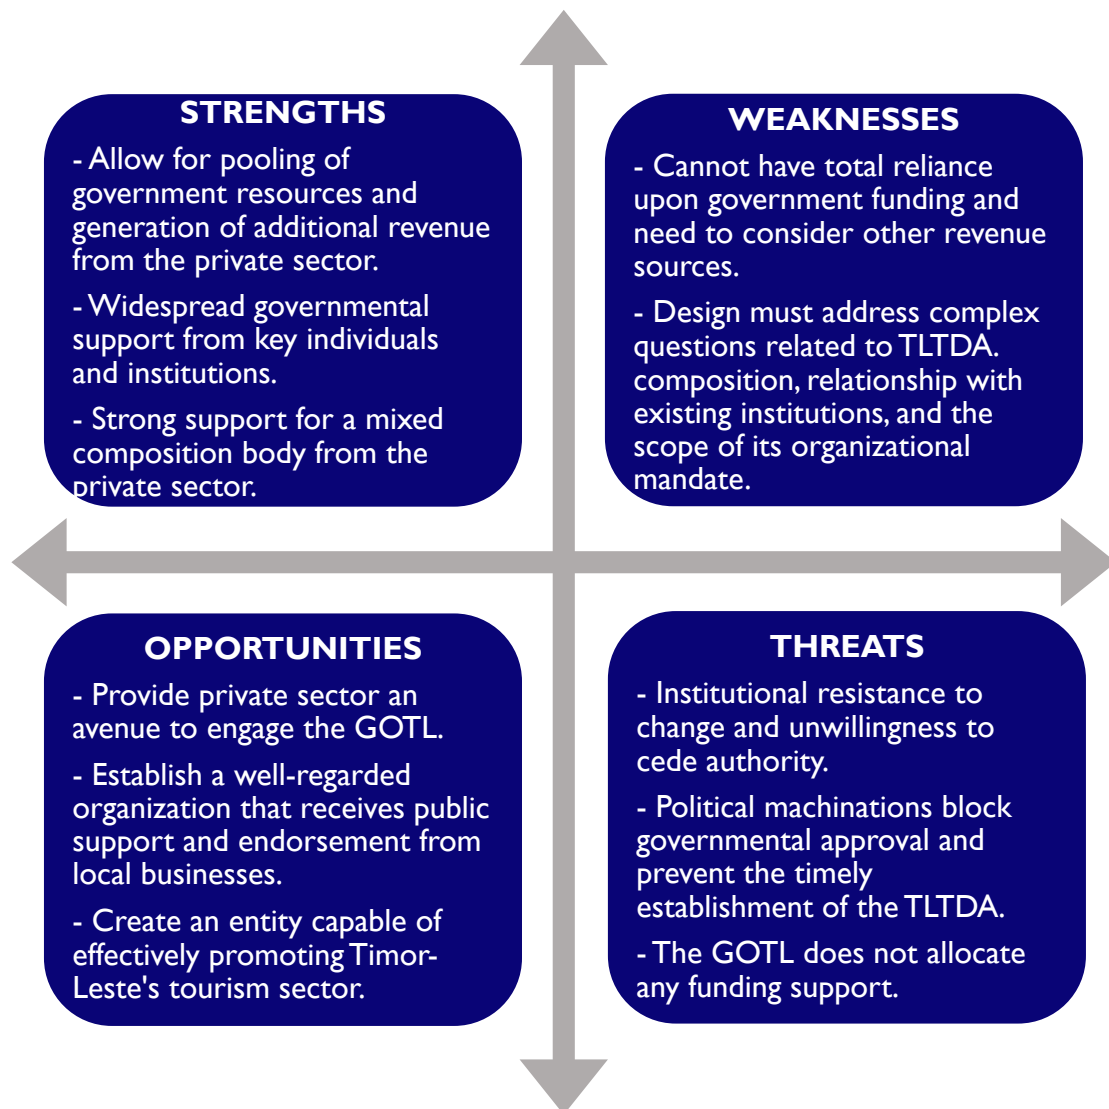 STRENGTHS
- Allow for pooling of
government resources and
generation of additional revenue
from the private sector.
- Widespread governmental
support from key individuals
and institutions.
- Strong support for a mixed
composition body from the
private sector.
WEAKNESSES
- Cannot have total reliance
upon government funding and
need to consider other revenue
sources.
- Design must address complex
questions related to TLTDA.
composition, relationship with
existing institutions, and the
scope of its organizational
mandate.
OPPORTUNITIES
- Provide private sector an
avenue to engage the GOTL.
- Establish a well-regarded
organization that receives public
support and endorsement from
local businesses.
- Create an entity capable of
effectively promoting Timor-
Leste's tourism sector.
THREATS
- Institutional resistance to
change and unwillingness to
cede authority.
- Political machinations block
governmental approval and
prevent the timely
establishment of the TLTDA.
- The GOTL does not allocate
any funding support.